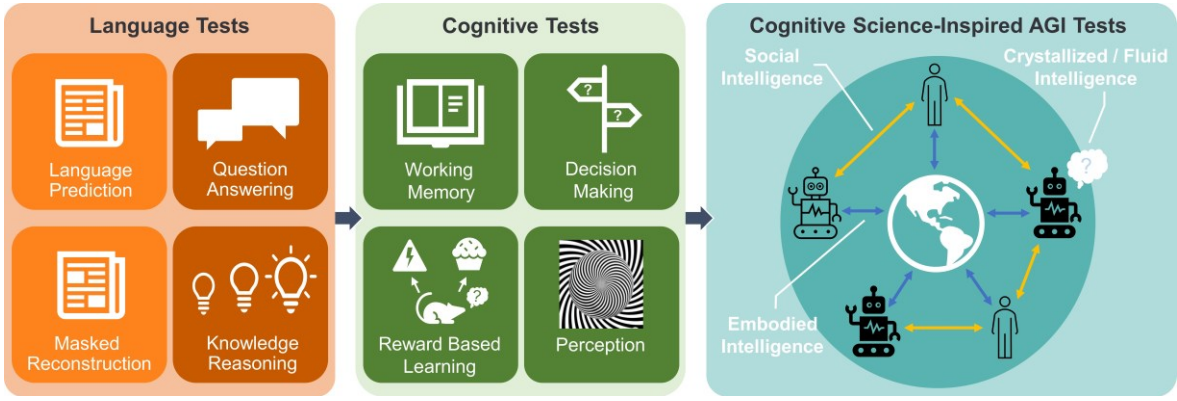 Language Tests
Language
Prediction
Question
Answering
Masked
Reconstruction
Knowledge
Reasoning
Cognitive Tests
Working
Memory
?
?
Decision
Making
?
Reward Based
Learning
Perception
Cognitive Science-Inspired AGI Tests
Social
Intelligence
Crystallized / Fluid
Intelligence
?
Embodied
Intelligence